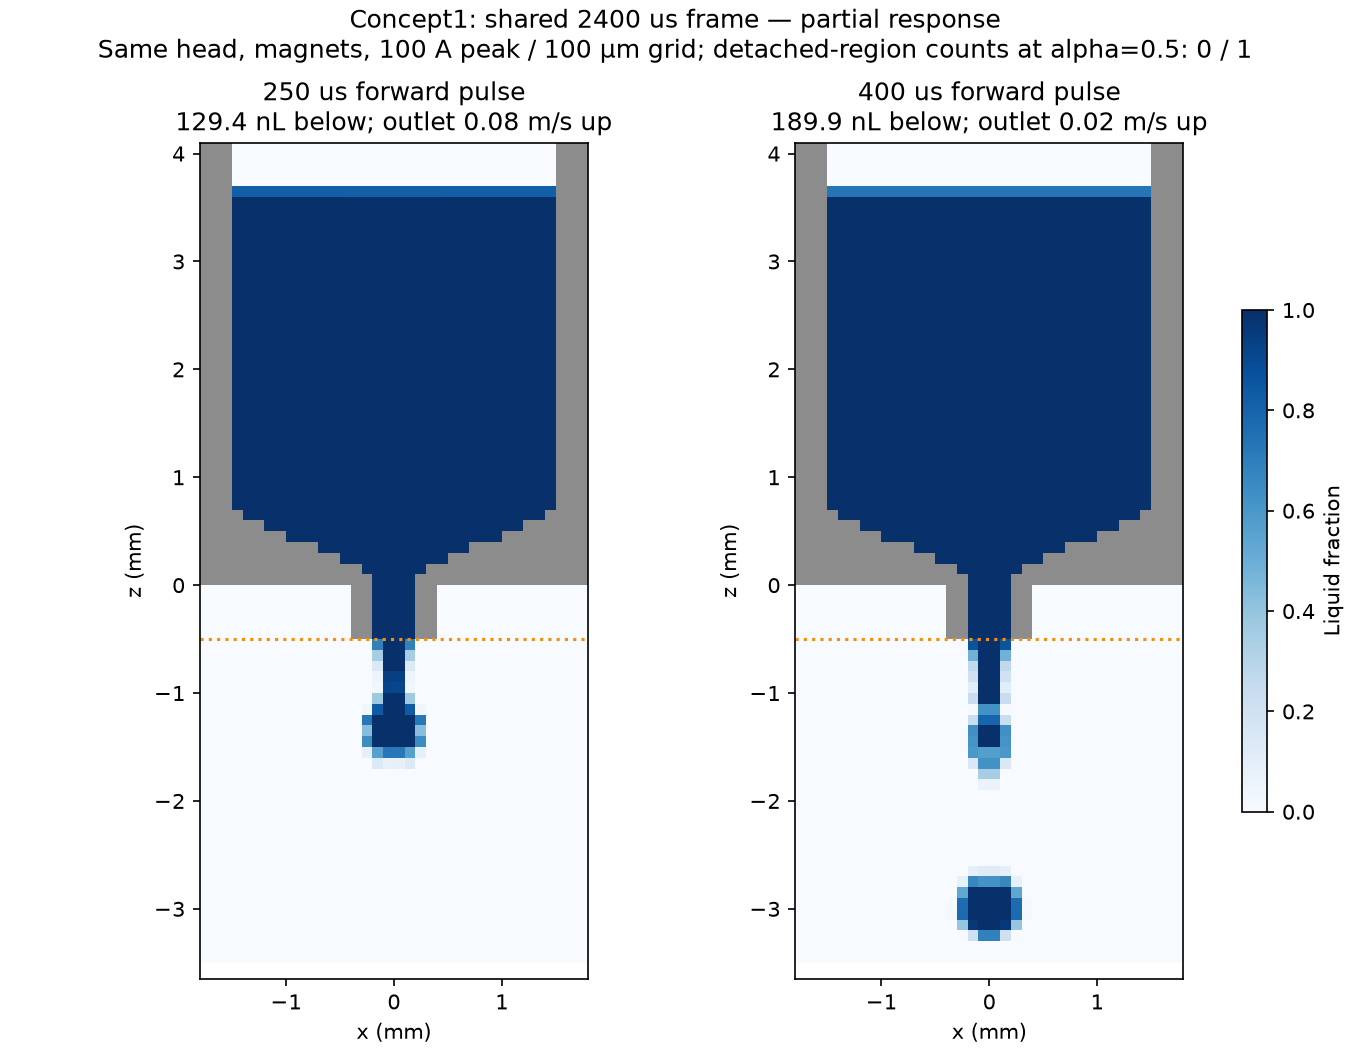 Concept1: shared 2400 us frame — partial response
Same head, magnets, 100 A peak / 100 µm grid; detached-region counts at alpha=0.5: 0 / 1
250 us forward pulse
129.4 nL below; outlet 0.08 m/s up
4
3
2
1
0
−1
−2
−3
z (mm)
−1
0
1
x (mm)
400 us forward pulse
189.9 nL below; outlet 0.02 m/s up
4
3
2
1
0
−1
−2
−3
z (mm)
−1
0
1
x (mm)
1.0
0.8
0.6
0.4
0.2
0.0
Liquid fraction